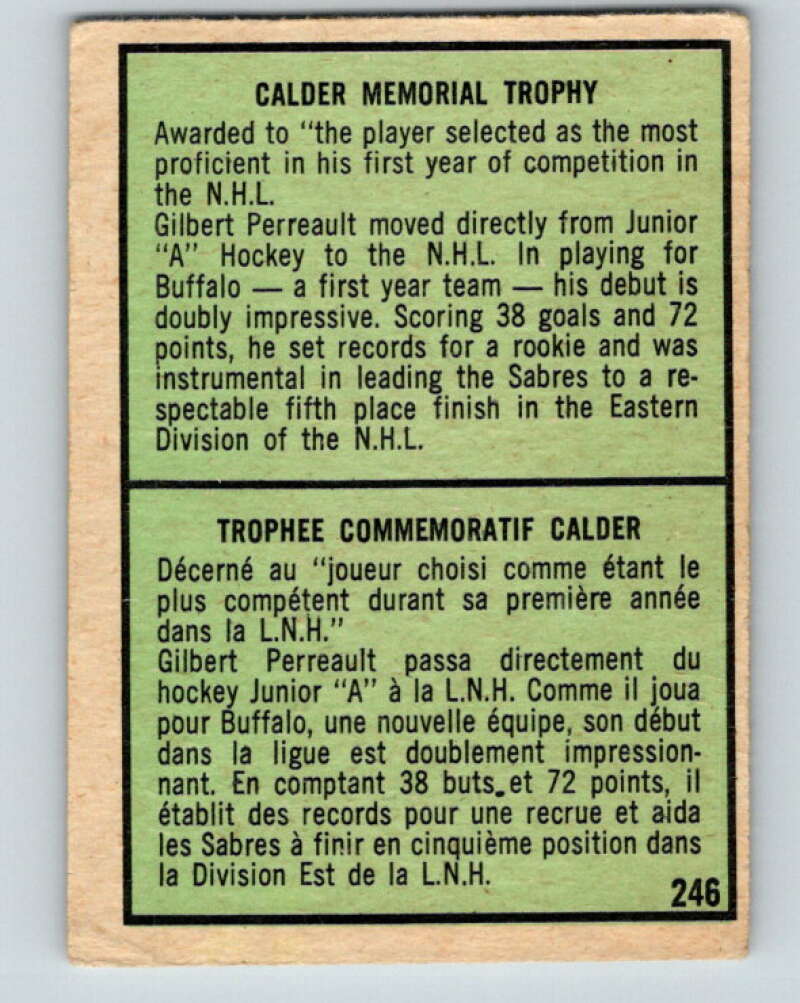 CALDER MEMORIAL TROPHY
Awarded to "the player selected as the most
proficient in his first year of competition in
the N.H.L.
Gilbert Perreault moved directly from Junior
"A" Hockey to the N.H.L. In playing for
Buffalo — a first year team — his debut is
doubly impressive. Scoring 38 goals and 72
points, he set records for a rookie and was
instrumental in leading the Sabres to a re-
spectable fifth place finish in the Eastern
Division of the N.H.L.
TROPHEE COMMEMORATIF CALDER
Décerné au "joueur choisi comme étant le
plus compétent durant sa première année
dans la L.N.H."
Gilbert Perreault passa directement du
hockey Junior "A" à la L.N.H. Comme il joua
pour Buffalo, une nouvelle équipe, son début
dans la ligue est doublement impression-
nant. En comptant 38 buts et 72 points, il
établit des records pour une recrue et aida
les Sabres à finir en cinquième position dans
la Division Est de la L.N.H.
246